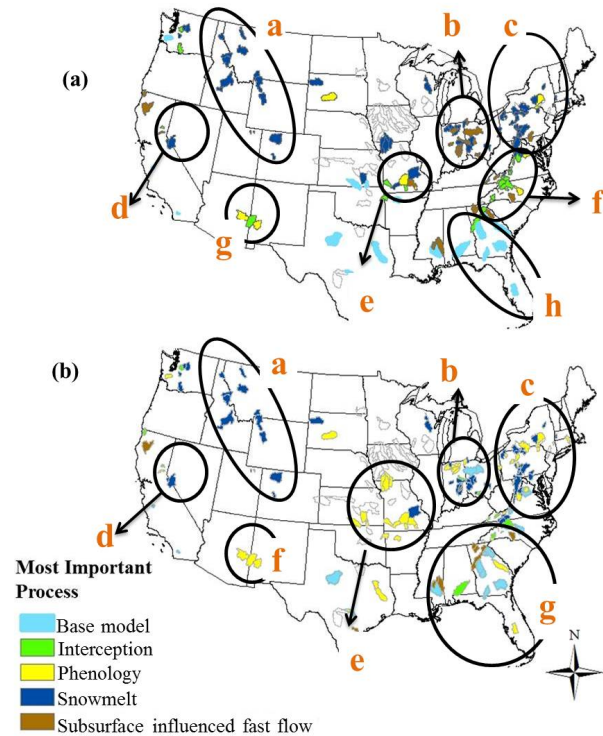 a
b
c
(a)
d
g
e
f
h
a
b
c
(b)
d
f
e
g
Most Important
Process
Base model
Interception
Phenology
Snowmelt
Subsurface influenced fast flow
N